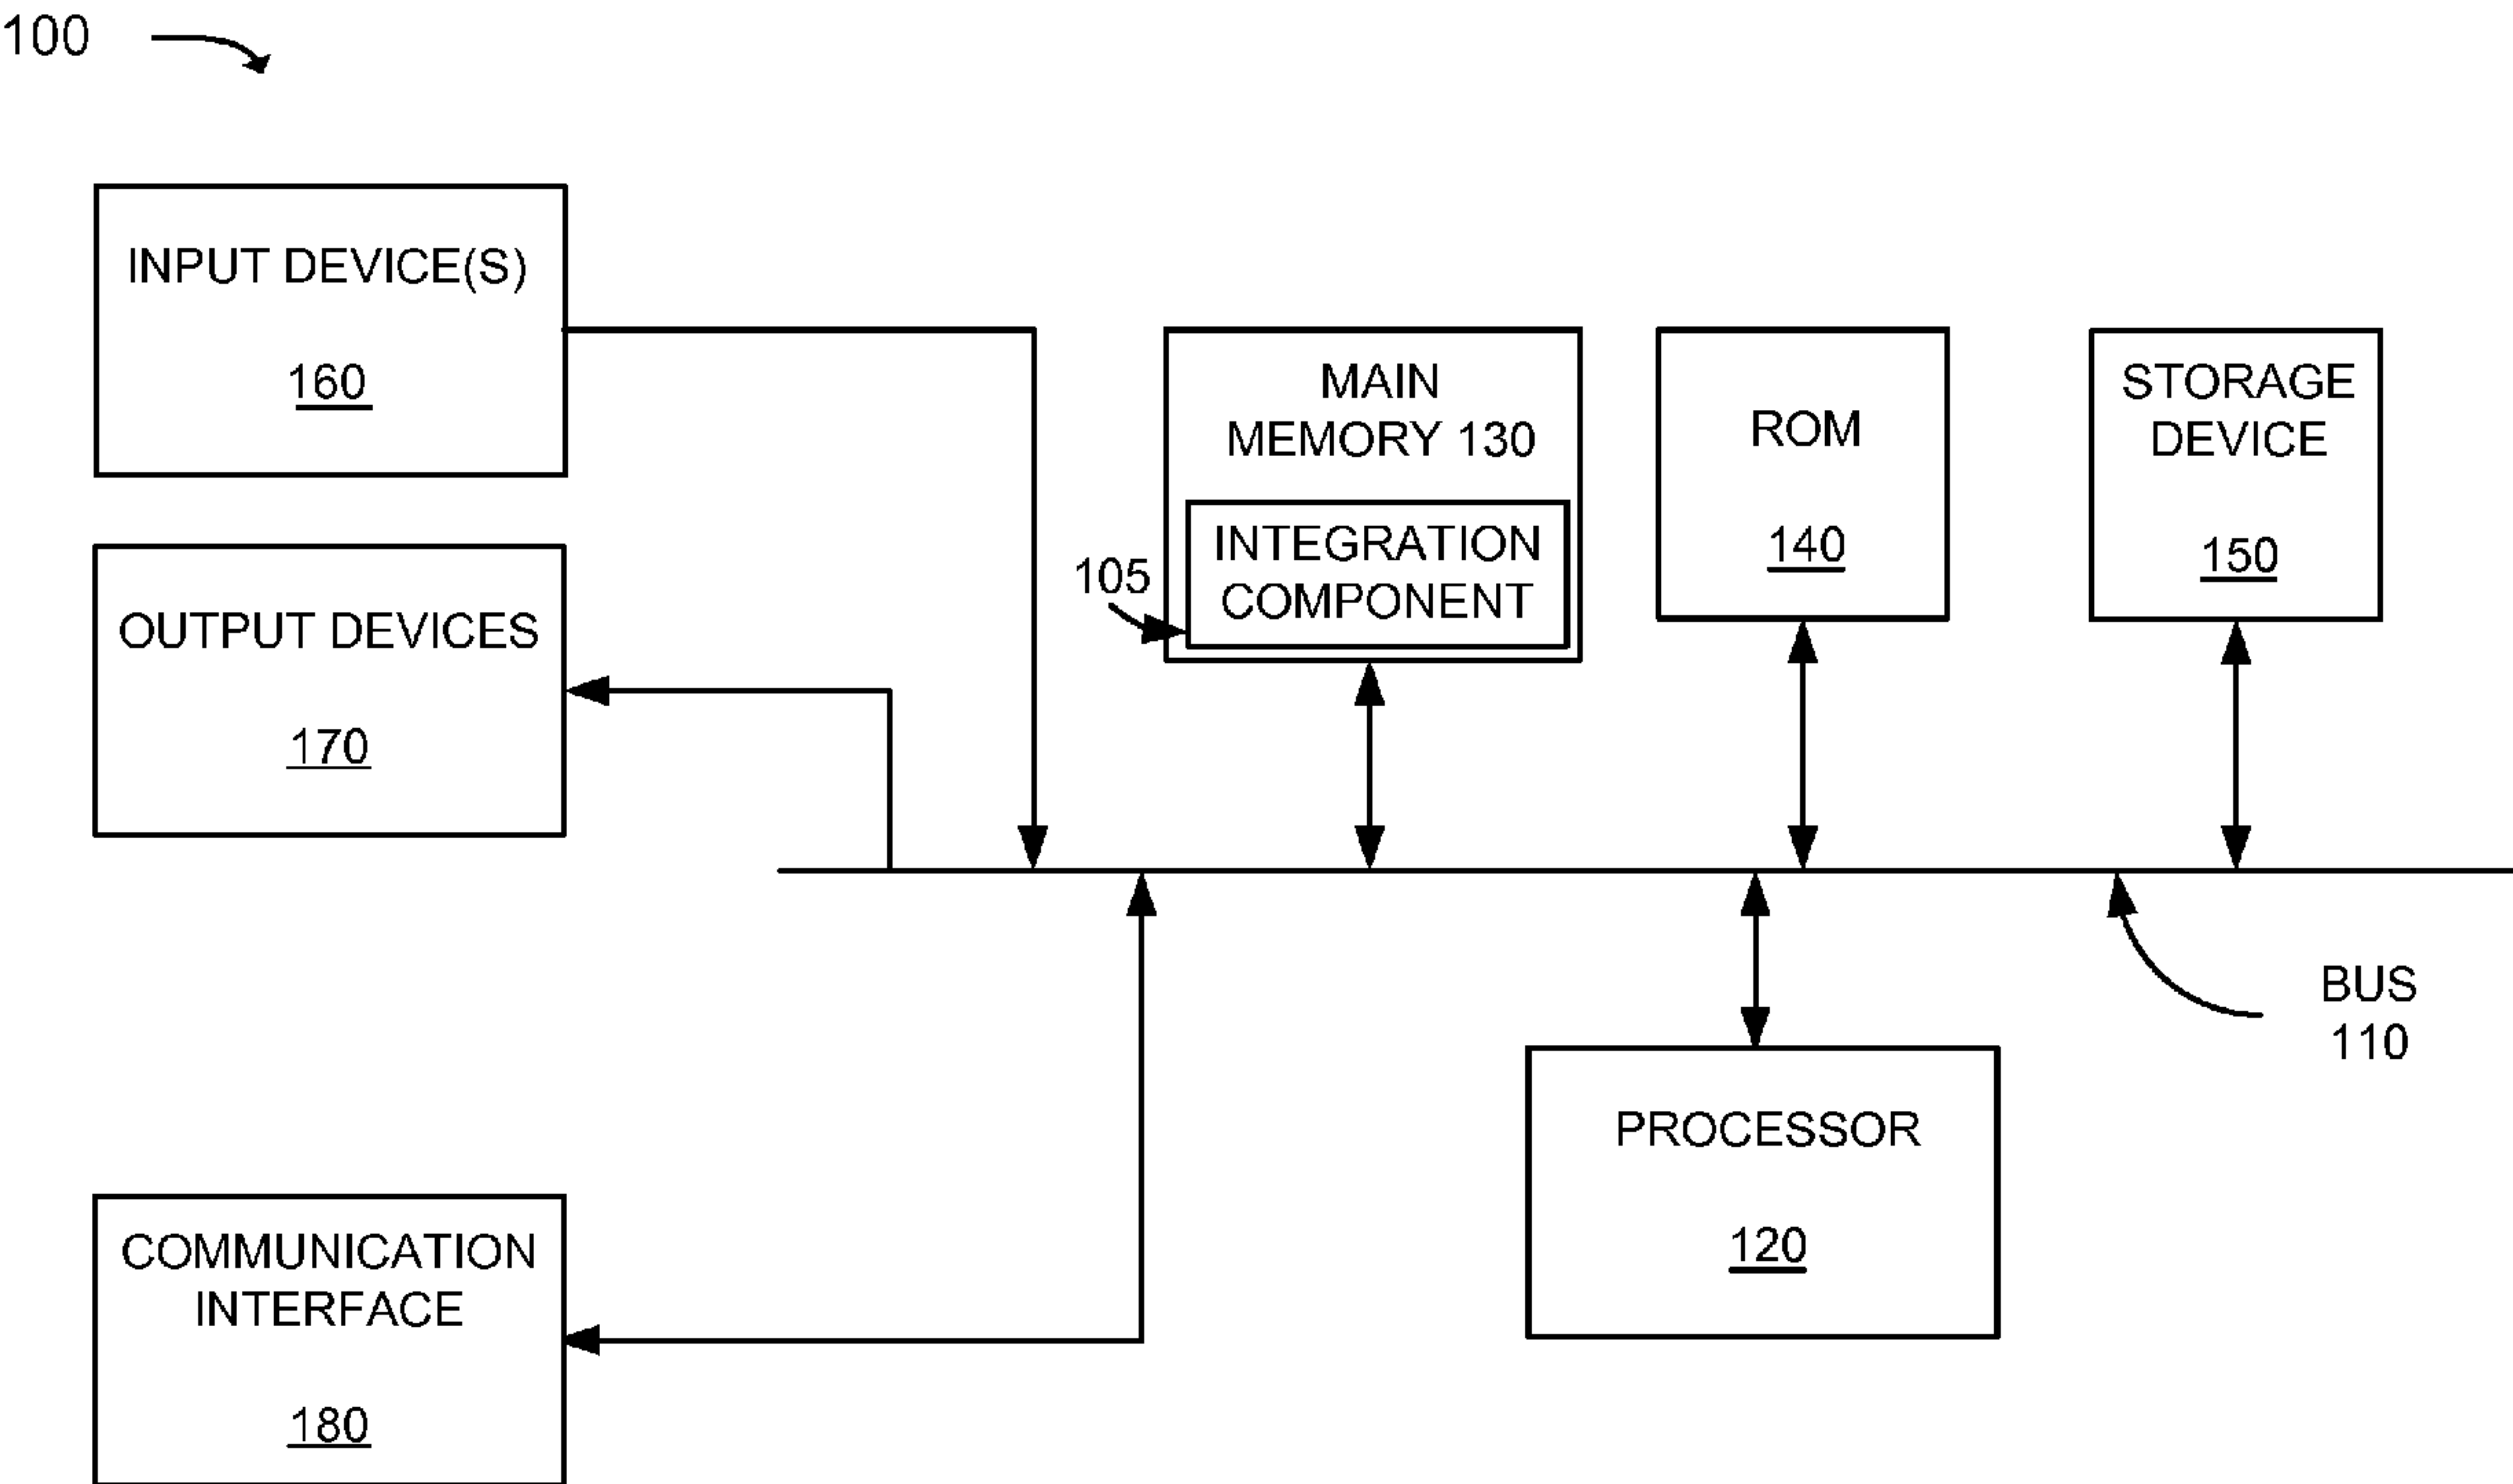 100
INPUT DEVICE(S)
160
OUTPUT DEVICES
170
COMMUNICATION
INTERFACE
180
MAIN
MEMORY 130
INTEGRATION
COMPONENT
105
ROM
140
STORAGE
DEVICE
150
PROCESSOR
120
BUS
110